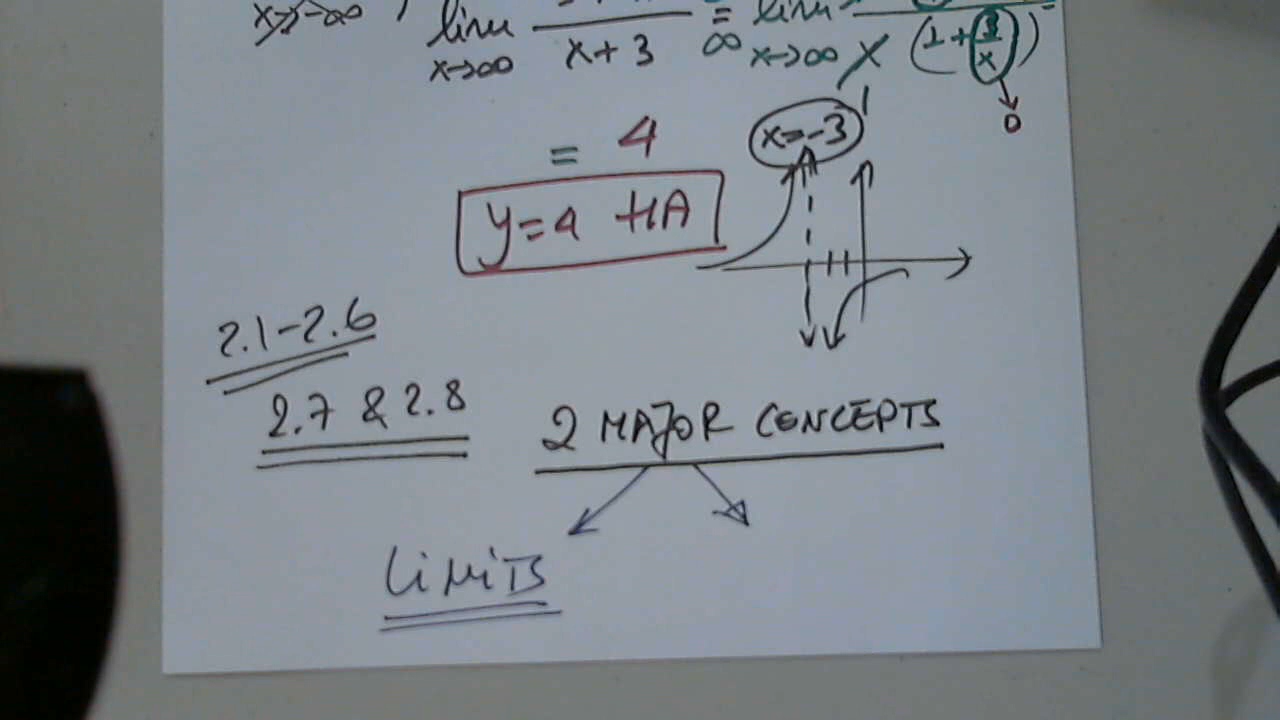 x→-∞ , lim = lim
x→∞ x+3 ∞ x→∞ x (1+3/x)
0
= 4
x=-3
y=4 HA
2.1-2.6
2.7 & 2.8
2 MAJOR CONCEPTS
LIMITS